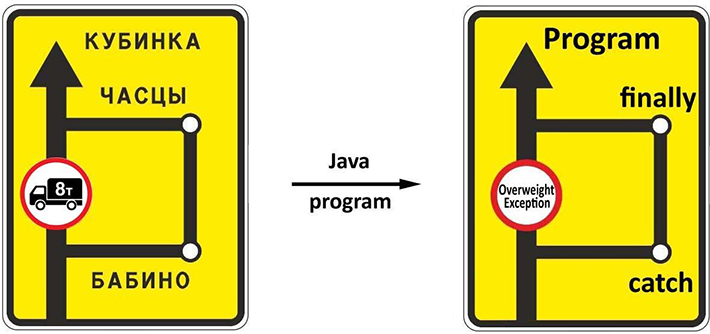 КУБИНКА
ЧАСЦЫ
8т
БАБИНО
Java
program
Program
finally
Overweight
Exception
catch